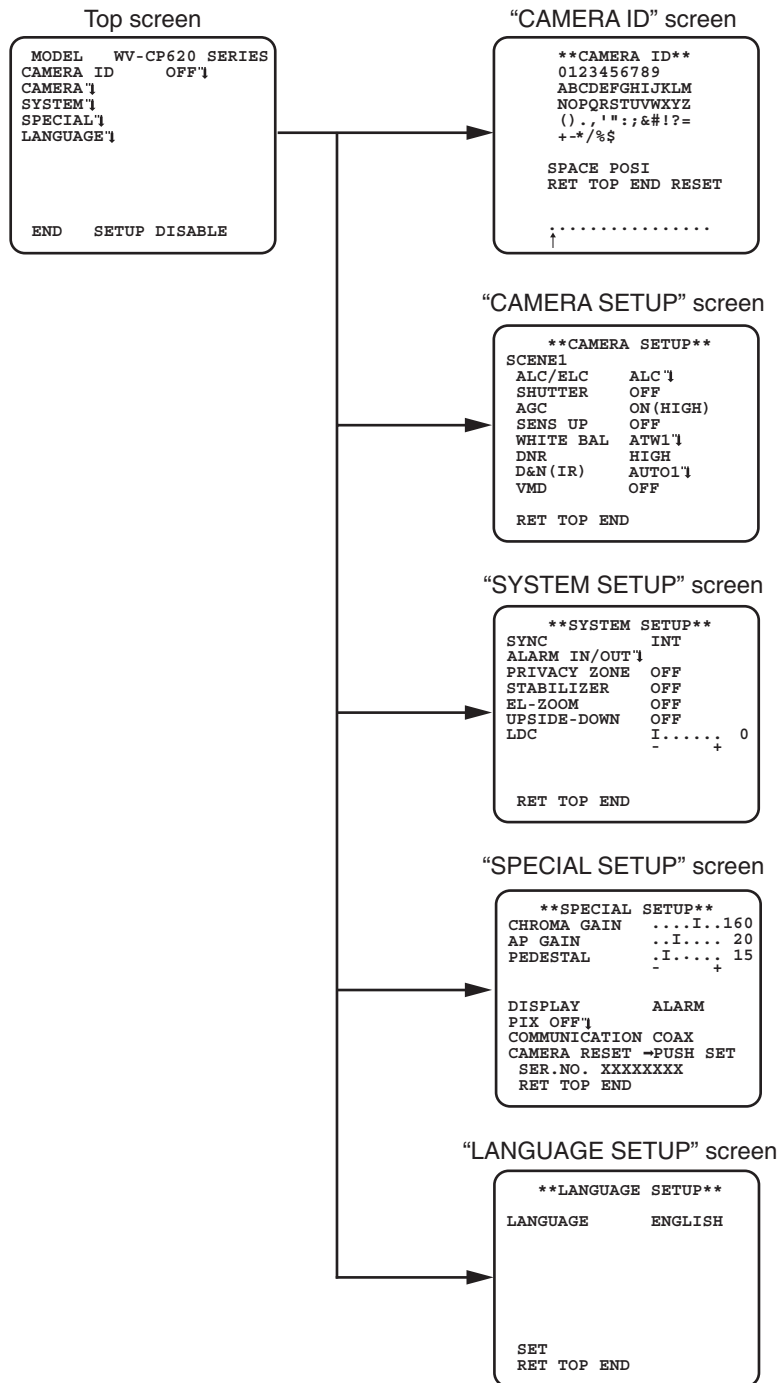 Top screen
MODEL WV-CP620 SERIES
CAMERA ID OFF
CAMERA
SYSTEM
SPECIAL
LANGUAGE
END SETUP DISABLE
“CAMERA ID” screen
**CAMERA ID**
0123456789
ABCDEFGHIJKLM
NOPQRSTUVWXYZ
().,'":;&#!?=
+-*/%$
SPACE POSI
RET TOP END RESET
................
↑
“CAMERA SETUP” screen
**CAMERA SETUP**
SCENE1
ALC/ELC ALC
SHUTTER OFF
AGC ON(HIGH)
SENS UP OFF
WHITE BAL ATW1
DNR HIGH
D&N(IR) AUTO1
VMD OFF
RET TOP END
“SYSTEM SETUP” screen
**SYSTEM SETUP**
SYNC INT
ALARM IN/OUT
PRIVACY ZONE OFF
STABILIZER OFF
EL-ZOOM OFF
UPSIDE-DOWN OFF
LDC I...... 0
- +
RET TOP END
“SPECIAL SETUP” screen
**SPECIAL SETUP**
CHROMA GAIN ....I..160
AP GAIN ..I.... 20
PEDESTAL .I..... 15
- +
DISPLAY ALARM
PIX OFF
COMMUNICATION COAX
CAMERA RESET →PUSH SET
SER.NO. XXXXXXXX
RET TOP END
“LANGUAGE SETUP” screen
**LANGUAGE SETUP**
LANGUAGE ENGLISH
SET
RET TOP END